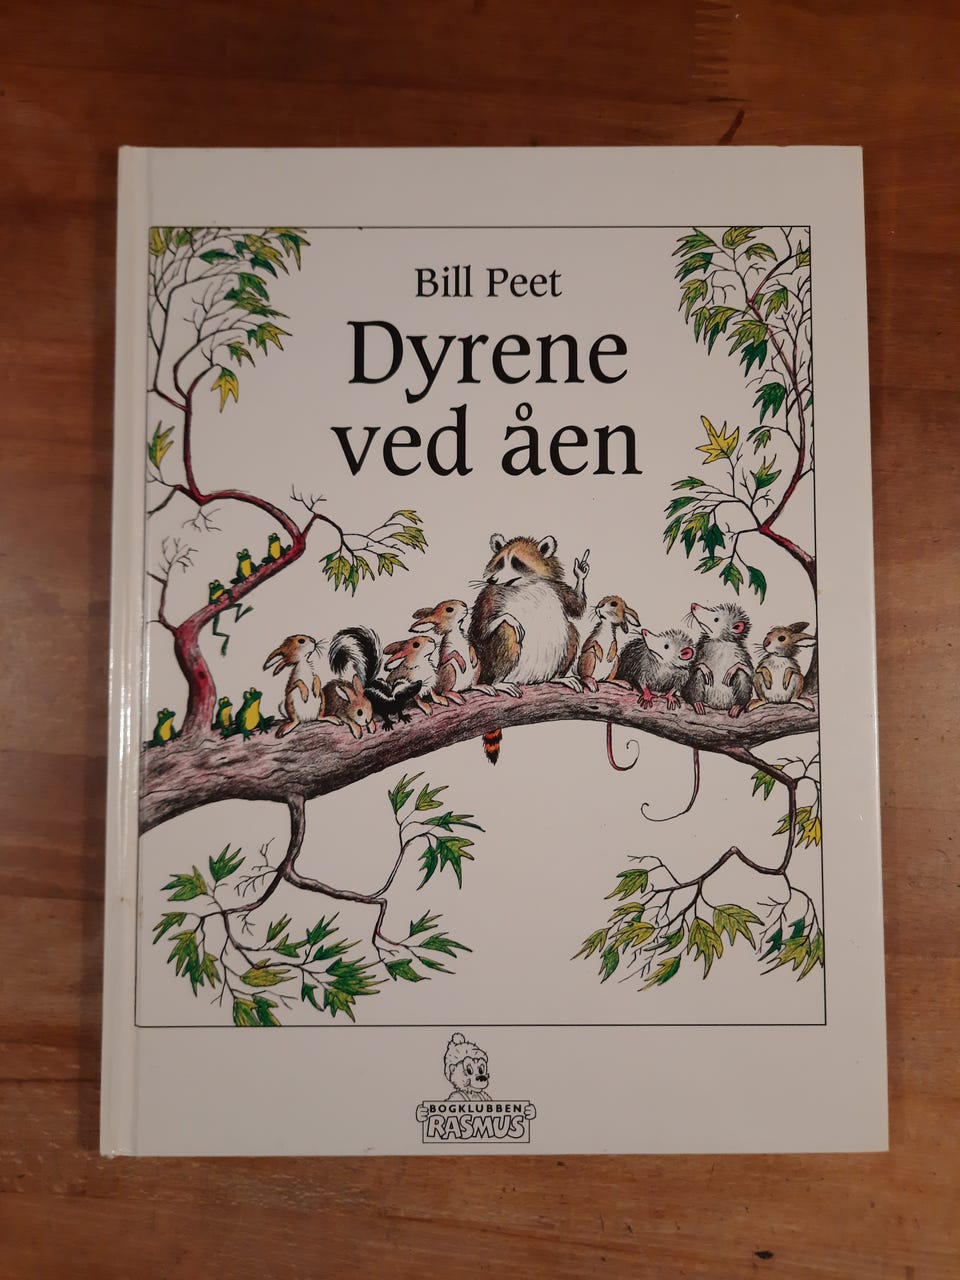 Bill Peet
Dyrene
ved åen
BOGKLUBBEN
RASMUS